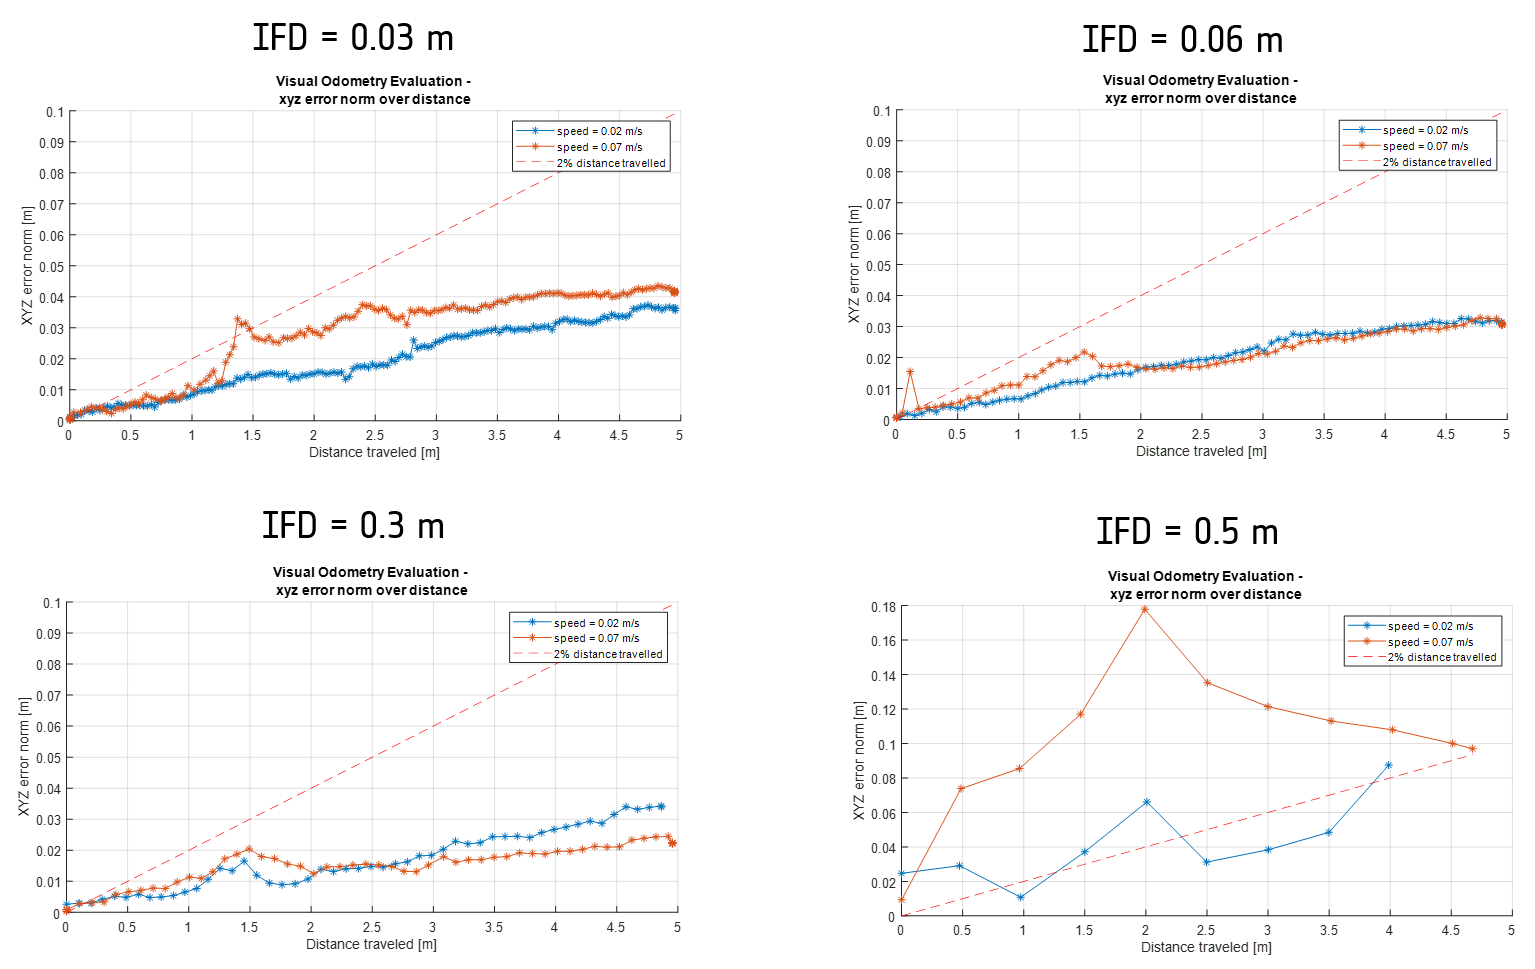 IFD = 0.03 m
Visual Odometry Evaluation -
xyz error norm over distance
XYZ error norm [m]
0.1
0.09
0.08
0.07
0.06
0.05
0.04
0.03
0.02
0.01
0
speed = 0.02 m/s
speed = 0.07 m/s
2% distance travelled
0 0.5 1 1.5 2 2.5 3 3.5 4 4.5 5
Distance traveled [m]
IFD = 0.06 m
Visual Odometry Evaluation -
xyz error norm over distance
XYZ error norm [m]
0.1
0.09
0.08
0.07
0.06
0.05
0.04
0.03
0.02
0.01
0
speed = 0.02 m/s
speed = 0.07 m/s
2% distance travelled
0 0.5 1 1.5 2 2.5 3 3.5 4 4.5 5
Distance traveled [m]
IFD = 0.3 m
Visual Odometry Evaluation -
xyz error norm over distance
XYZ error norm [m]
0.1
0.09
0.08
0.07
0.06
0.05
0.04
0.03
0.02
0.01
0
speed = 0.02 m/s
speed = 0.07 m/s
2% distance travelled
0 0.5 1 1.5 2 2.5 3 3.5 4 4.5 5
Distance traveled [m]
IFD = 0.5 m
Visual Odometry Evaluation -
xyz error norm over distance
XYZ error norm [m]
0.18
0.16
0.14
0.12
0.1
0.08
0.06
0.04
0.02
0
speed = 0.02 m/s
speed = 0.07 m/s
2% distance travelled
0 0.5 1 1.5 2 2.5 3 3.5 4 4.5 5
Distance traveled [m]